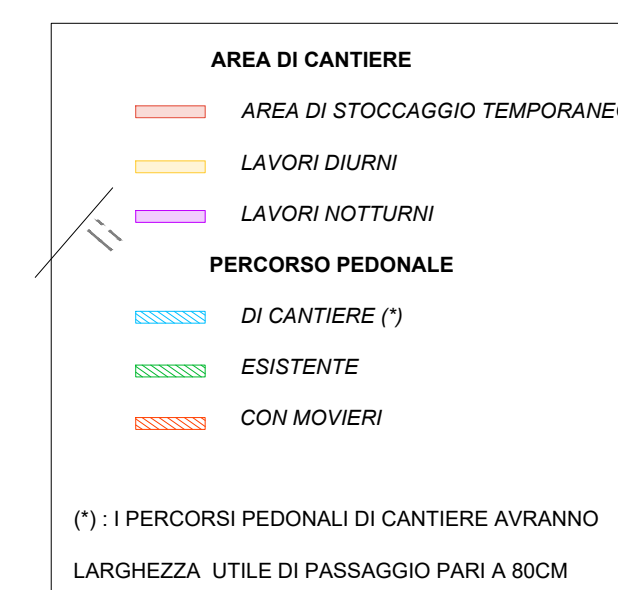 AREA DI CANTIERE
AREA DI STOCCAGGIO TEMPORANEO
LAVORI DIURNI
LAVORI NOTTURNI
PERCORSO PEDONALE
DI CANTIERE (*)
ESISTENTE
CON MOVIERI
(*) : I PERCORSI PEDONALI DI CANTIERE AVRANNO
LARGHEZZA UTILE DI PASSAGGIO PARI A 80CM